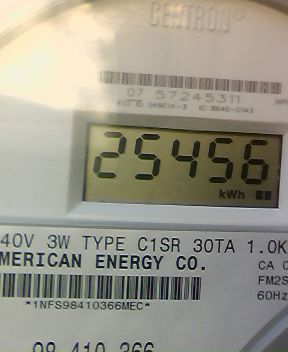 CENTRON®
07 57245311
25456
kWh
40V 3W TYPE C1SR 30TA 1.0K
MERICAN ENERGY CO.
CA 0
FM2S
60Hz
*1NFS98410366MEC*
98 410 366